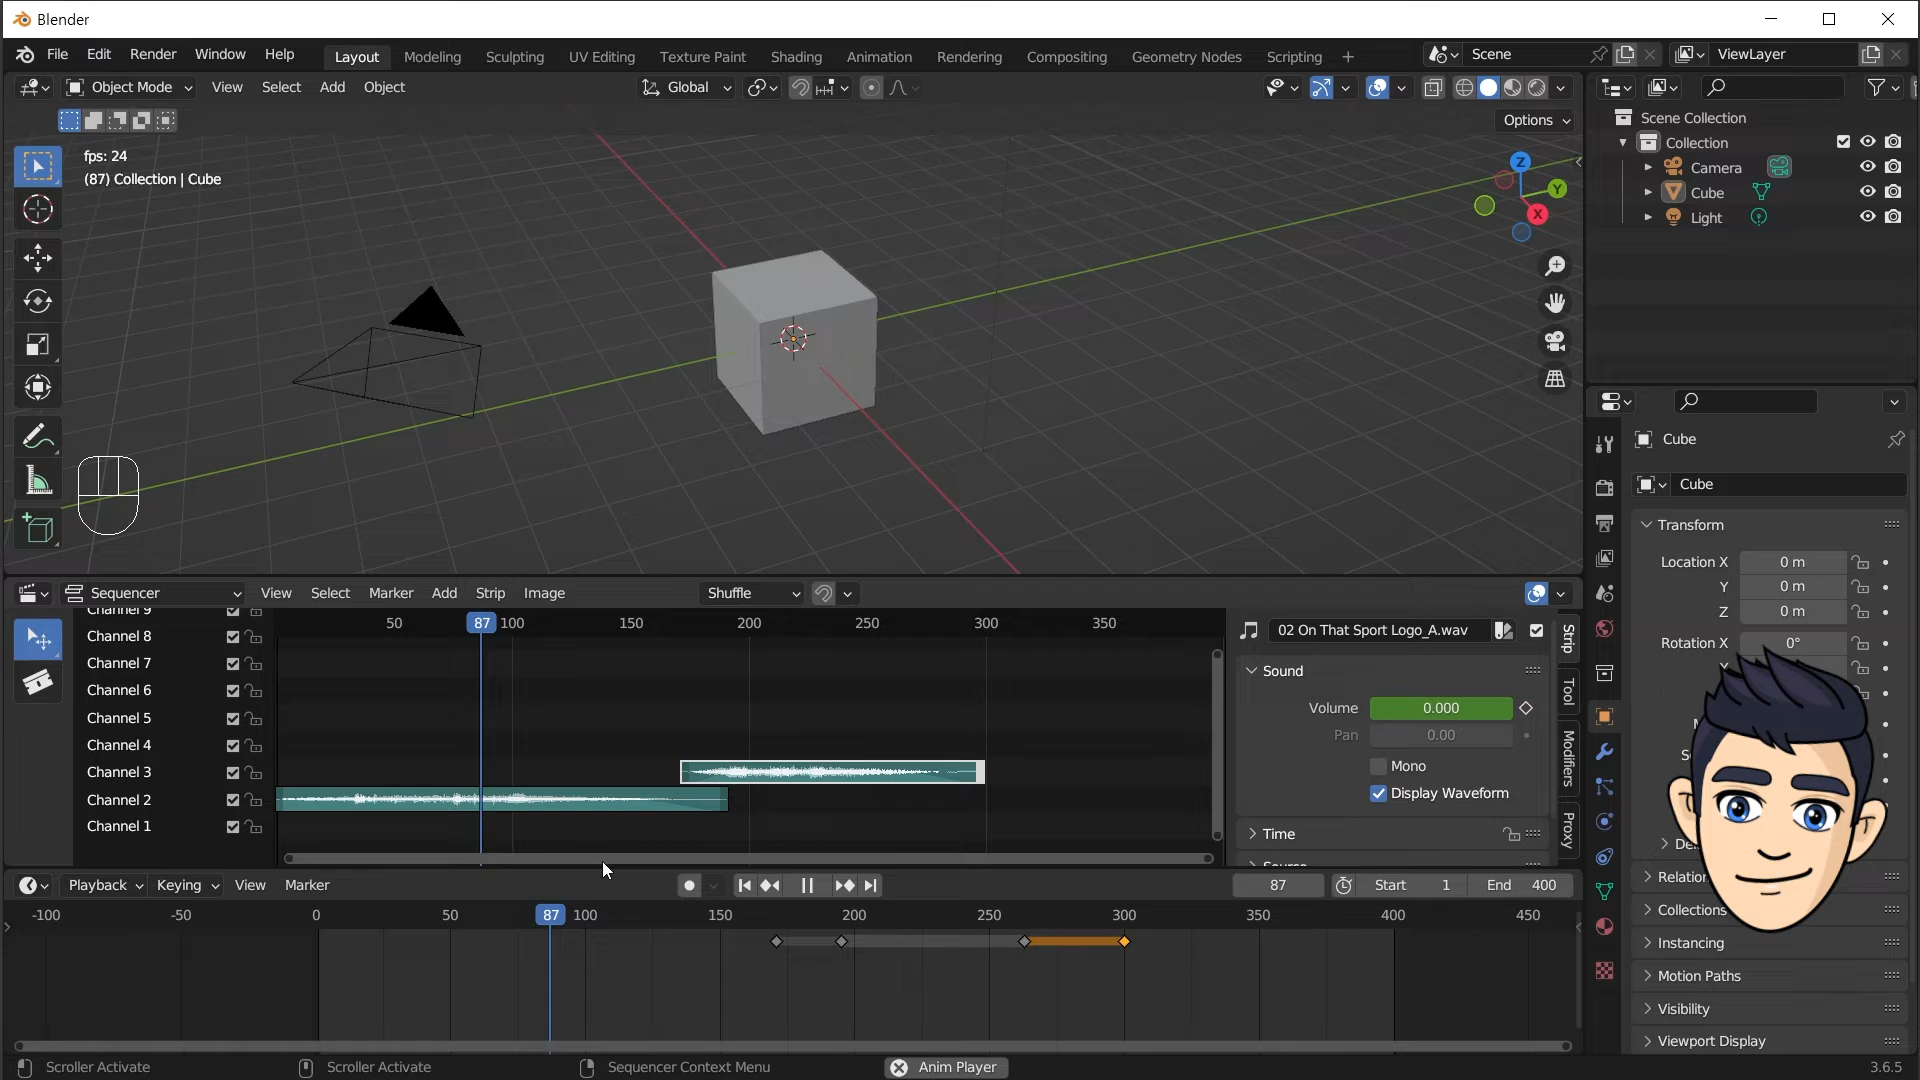 Blender
File Edit Render Window Help Layout Modeling Sculpting UV Editing Texture Paint Shading Animation Rendering Compositing Geometry Nodes Scripting + Scene ViewLayer
Object Mode View Select Add Object Global
Options
fps: 24
(87) Collection | Cube
Z
Y
X
Scene Collection
Collection
Camera
Cube
Light
Cube
Cube
Transform
Location X 0 m
Y 0 m
Z 0 m
Rotation X 0°
Y
Relation
Collections
Instancing
Motion Paths
Visibility
Viewport Display
Sequencer View Select Marker Add Strip Image Shuffle
50 87 100 150 200 250 300 350
Channel 9
Channel 8
Channel 7
Channel 6
Channel 5
Channel 4
Channel 3
Channel 2
Channel 1
02 On That Sport Logo_A.wav
Sound
Volume 0.000
Pan 0.00
Mono
Display Waveform
Time
Source
Strip
Tool
Modifiers
Proxy
Playback Keying View Marker 87 Start 1 End 400
-100 -50 0 50 87 100 150 200 250 300 350 400 450
Scroller Activate Scroller Activate Sequencer Context Menu Anim Player 3.6.5